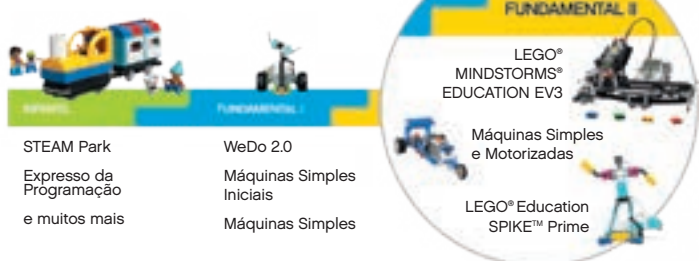 INFANTIL
STEAM Park
Expresso da
Programação
e muitos mais
FUNDAMENTAL I
WeDo 2.0
Máquinas Simples
Iniciais
Máquinas Simples
FUNDAMENTAL II
LEGO®
MINDSTORMS®
EDUCATION EV3
Máquinas Simples
e Motorizadas
LEGO® Education
SPIKE™ Prime